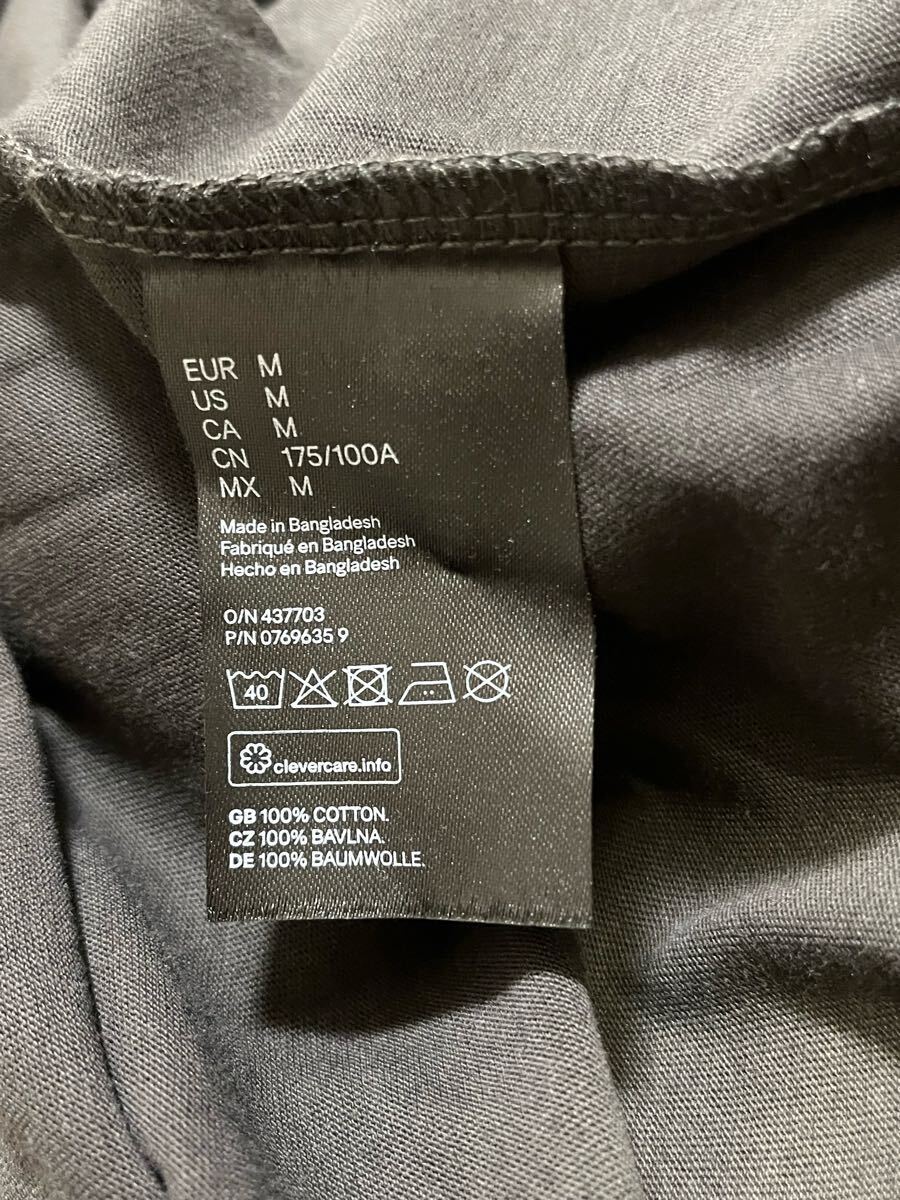 EUR M
US M
CA M
CN 175/100A
MX M
Made in Bangladesh
Fabriqué en Bangladesh
Hecho en Bangladesh
O/N 437703
P/N 0769635 9
40
clevercare.info
GB 100% COTTON.
CZ 100% BAVLNA.
DE 100% BAUMWOLLE.